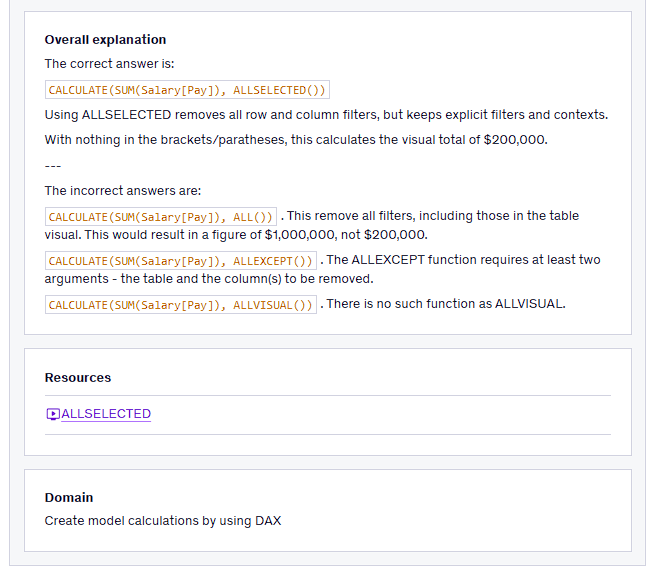 Overall explanation
The correct answer is:
CALCULATE(SUM(Salary[Pay]), ALLSELECTED())
Using ALLSELECTED removes all row and column filters, but keeps explicit filters and contexts.
With nothing in the brackets/paratheses, this calculates the visual total of $200,000.
---
The incorrect answers are:
CALCULATE(SUM(Salary[Pay]), ALL()) . This remove all filters, including those in the table
visual. This would result in a figure of $1,000,000, not $200,000.
CALCULATE(SUM(Salary[Pay]), ALLEXCEPT()) . The ALLEXCEPT function requires at least two
arguments - the table and the column(s) to be removed.
CALCULATE(SUM(Salary[Pay]), ALLVISUAL()) . There is no such function as ALLVISUAL.
Resources
ALLSELECTED
Domain
Create model calculations by using DAX